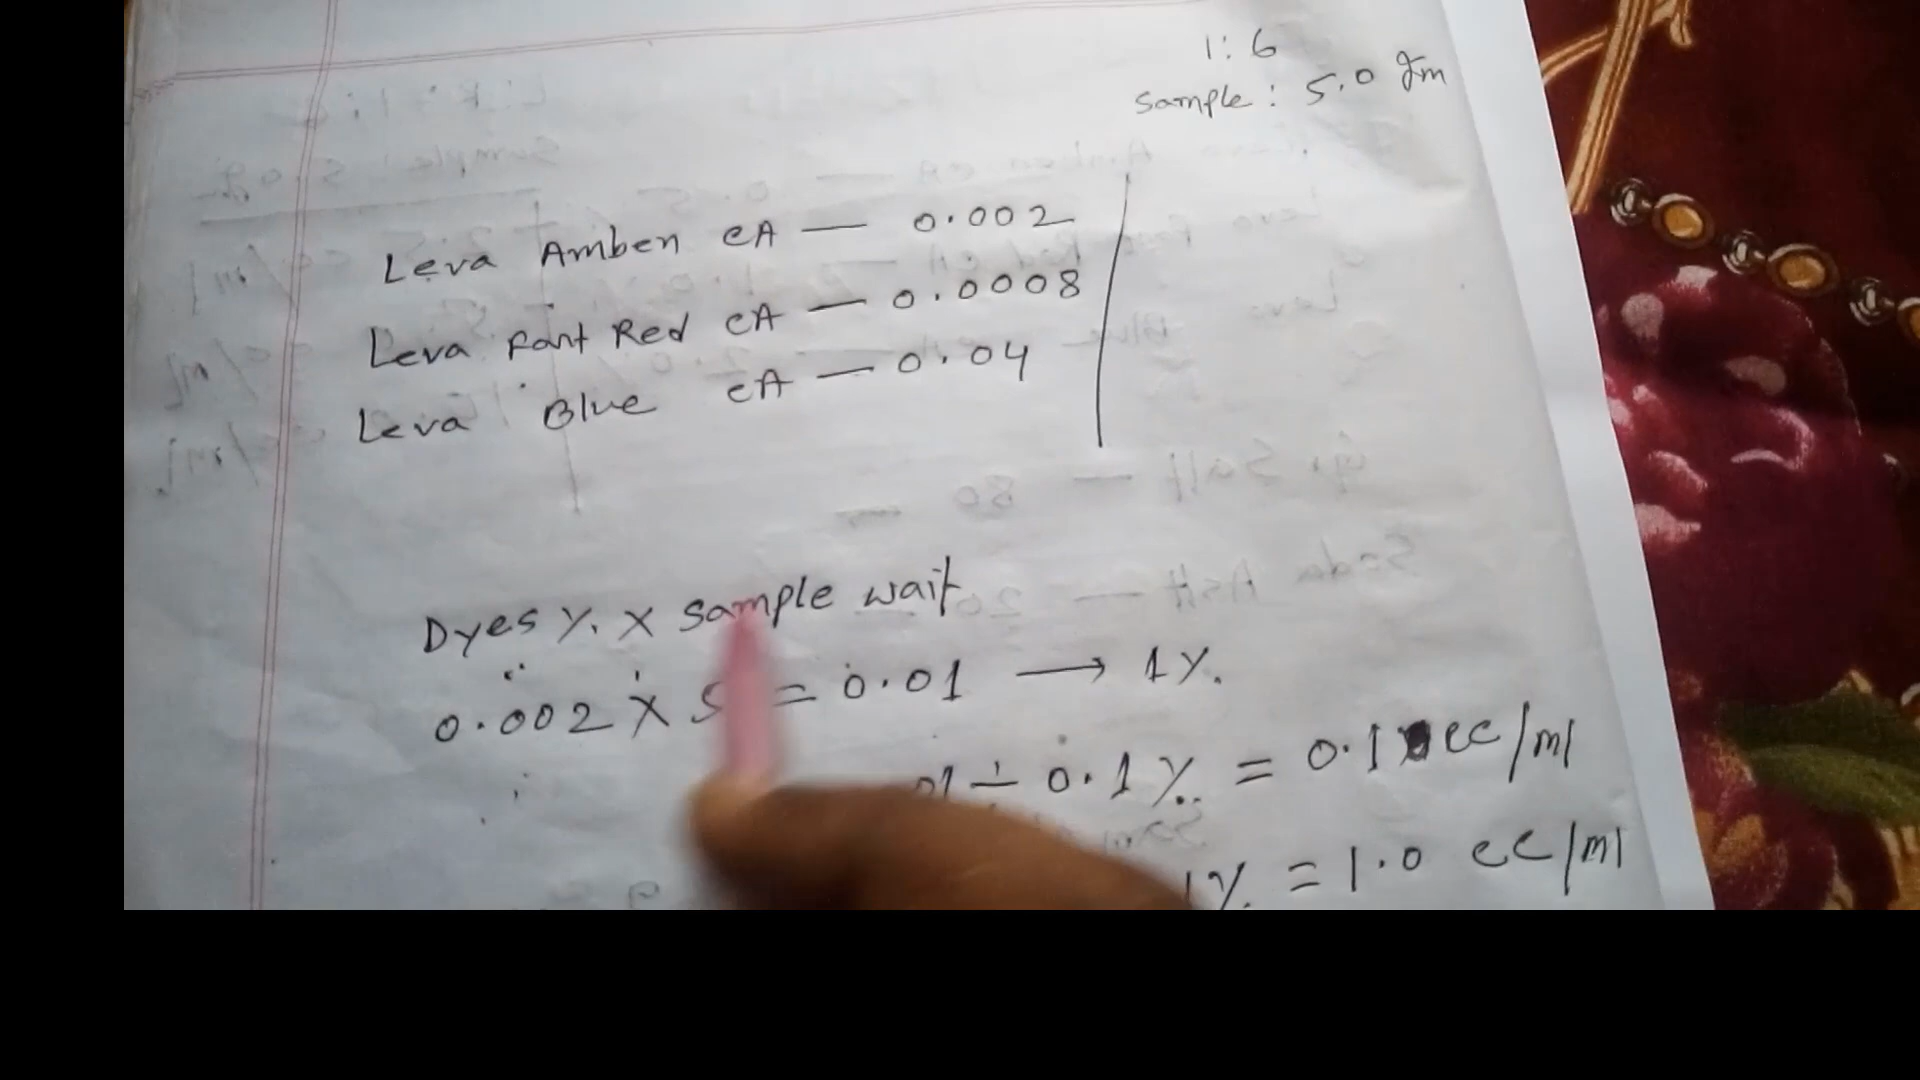 1:6
Sample: 5.0 gm
Leva Amben CA — 0.002
Leva Fant Red CA — 0.0008
Leva Blue CA — 0.04
Dyes % X Sample wait
0.002 X 5 = 0.01 → 1%.
01 ÷ 0.1% = 0.1 cc/ml
1% = 1.0 cc/ml